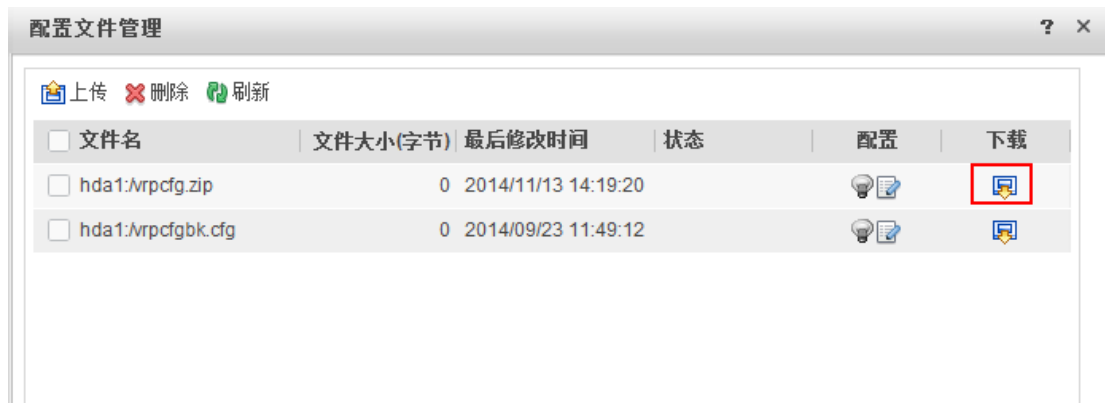 配置文件管理 ? ×
上传 删除 刷新
文件名 文件大小(字节) 最后修改时间 状态 配置 下载
hda1:/vrpcfg.zip 0 2014/11/13 14:19:20
hda1:/vrpcfgbk.cfg 0 2014/09/23 11:49:12